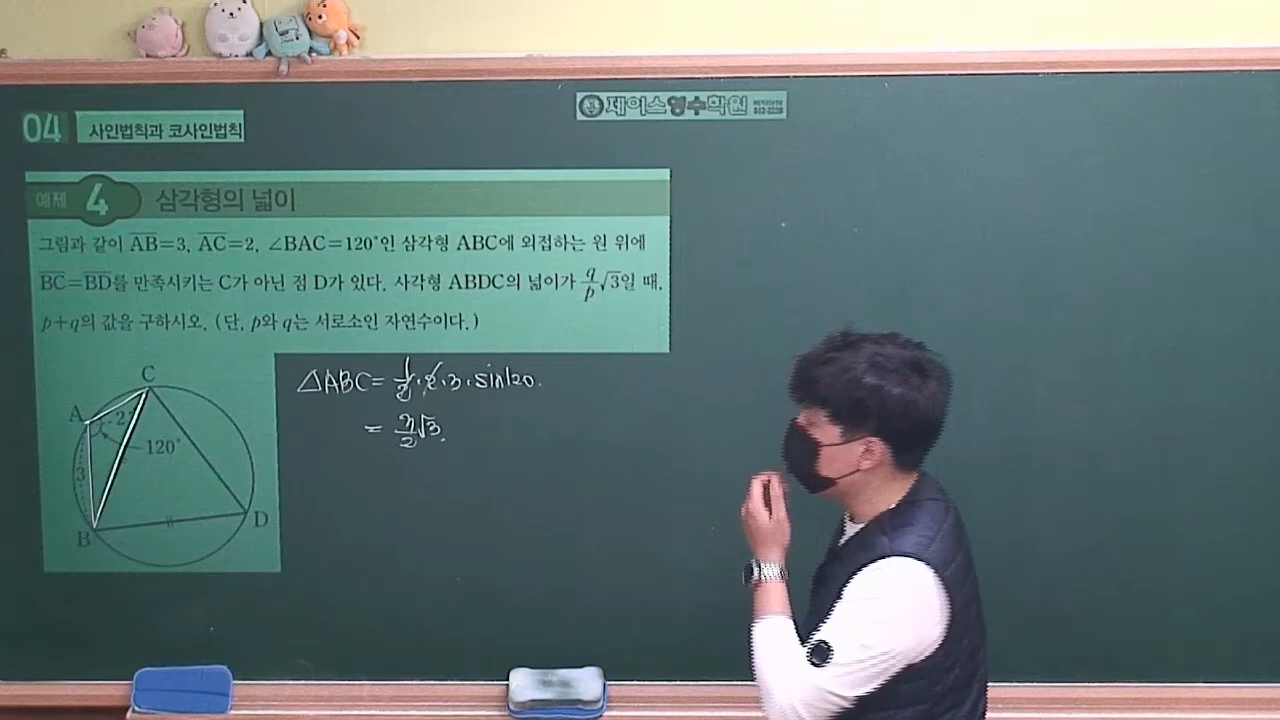 제이스영수학원
04 사인법칙과 코사인법칙
예제 4 삼각형의 넓이
그림과 같이 AB=3, AC=2, ∠BAC=120°인 삼각형 ABC에 외접하는 원 위에
BC=BD를 만족시키는 C가 아닌 점 D가 있다. 사각형 ABDC의 넓이가 q/p√3일 때,
p+q의 값을 구하시오. (단, p와 q는 서로소인 자연수이다.)
C
A
2
120°
3
B
D
△ABC = 1/2 · 2 · 3 · sin120.
= 3/2 √3.